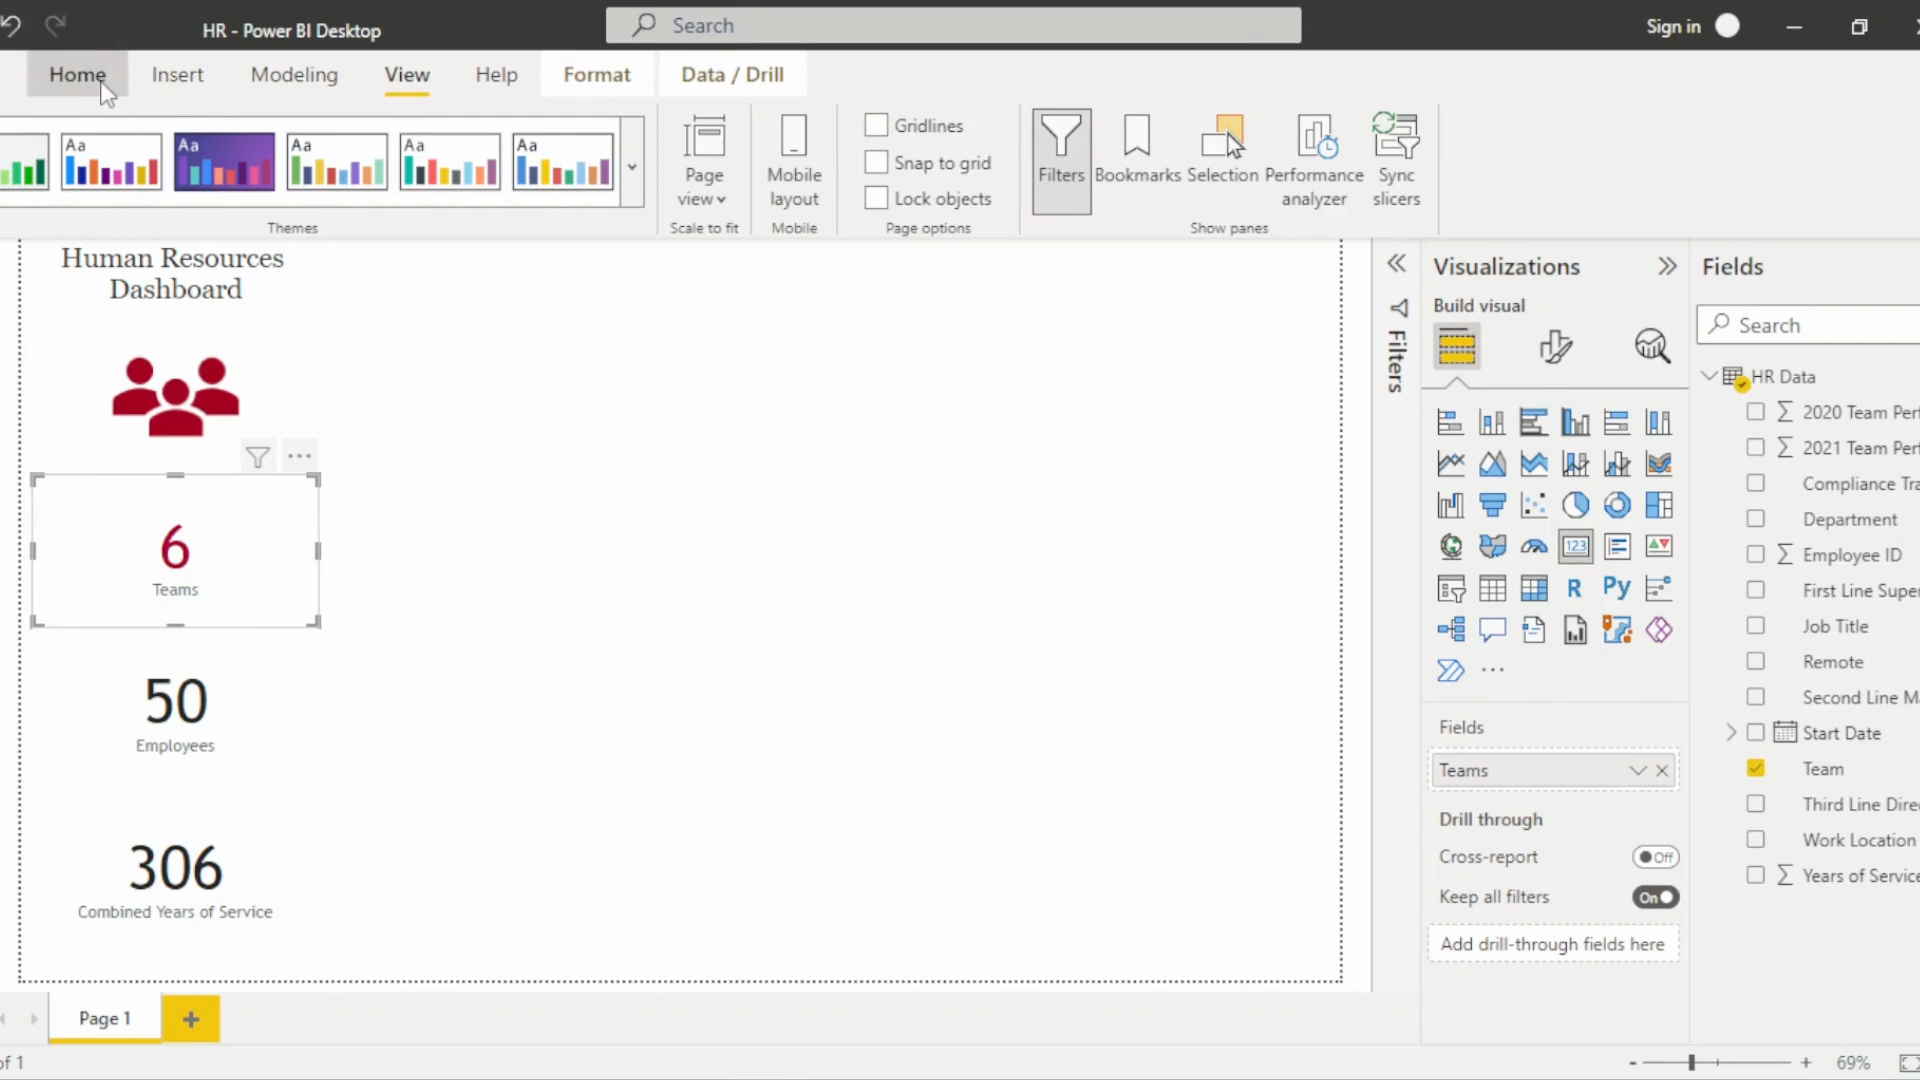 HR - Power BI Desktop
Search
Sign in
Home
Insert
Modeling
View
Help
Format
Data / Drill
Aa
Aa
Aa
Aa
Aa
Themes
Page
view
Scale to fit
Mobile
layout
Mobile
Gridlines
Snap to grid
Lock objects
Page options
Filters
Bookmarks
Selection
Performance
analyzer
Sync
slicers
Show panes
Human Resources
Dashboard
6
Teams
50
Employees
306
Combined Years of Service
Filters
Visualizations
Build visual
123
R
Py
Fields
Teams
Drill through
Cross-report
Off
Keep all filters
On
Add drill-through fields here
Fields
Search
HR Data
2020 Team Perf
2021 Team Perf
Compliance Tra
Department
Employee ID
First Line Super
Job Title
Remote
Second Line Ma
Start Date
Team
Third Line Dire
Work Location
Years of Service
Page 1
of 1
69%